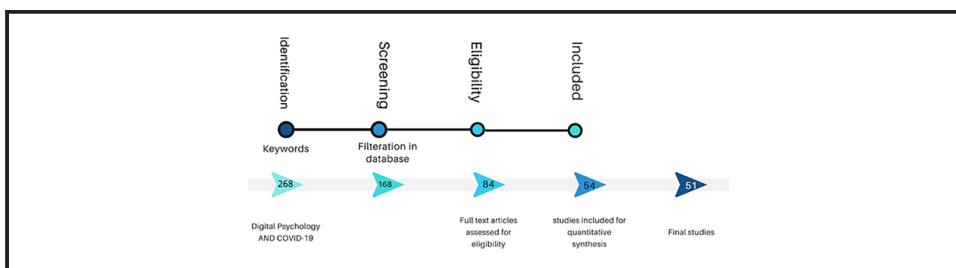 Identification
Screening
Eligibility
Included
Keywords
Filteration in
database
268
168
84
54
51
Digital Psychology
AND COVID-19
Full text articles
assessed for
eligibility
studies included for
quantitative
synthesis
Final studies